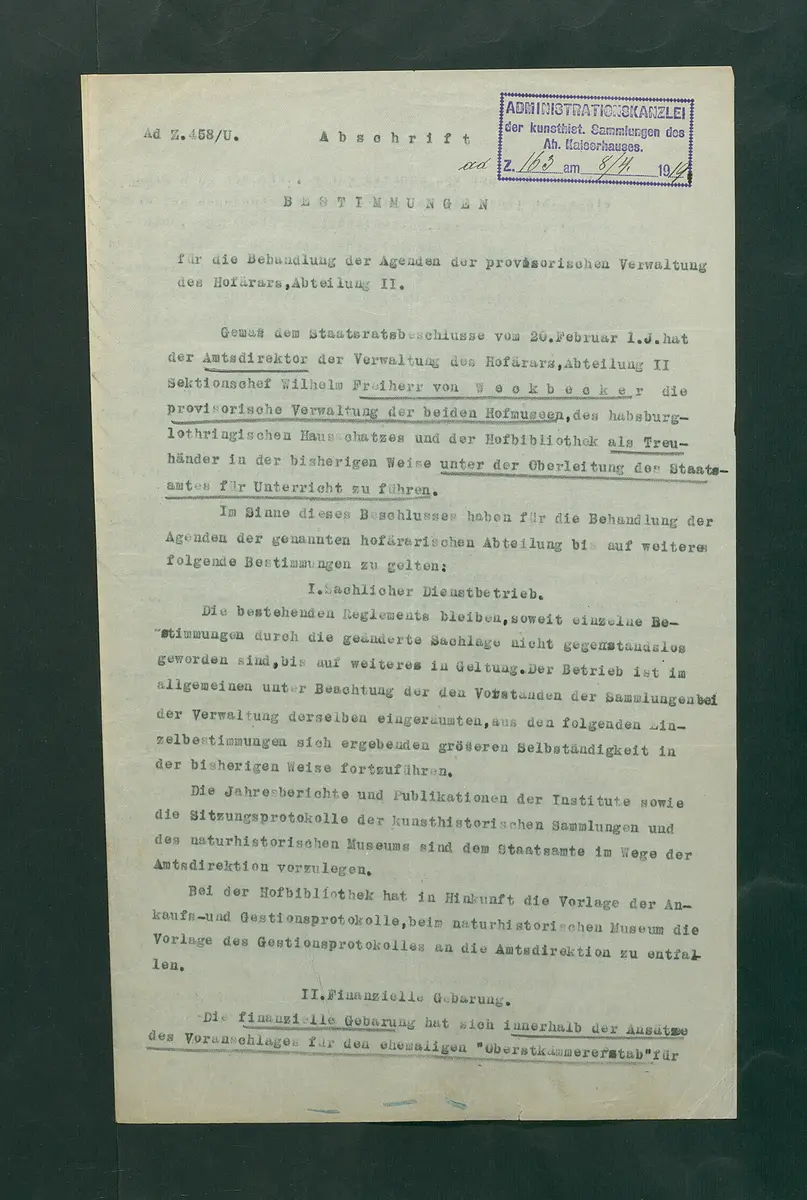 Ad Z.458/U.
Abschrift
ADMINISTRATIONSKANZLEI
der kunsthist. Sammlungen des
Ah. Kaiserhauses.
ad Z. 163 am 8/4. 1919
BESTIMMUNGEN
für die Behandlung der Agenden der provisorischen Verwaltung
des Hofärars,Abteilung II.
Gemäß dem Staatsratsbeschlusse vom 26.Februar l.J.hat
der Amtsdirektor der Verwaltung des Hofärars,Abteilung II
Sektionschef Wilhelm Freiherr von Weckbecker die
provisorische Verwaltung der beiden Hofmuseen,des habsburg-
lothringischen Hausschatzes und der Hofbibliothek als Treu-
händer in der bisherigen Weise unter der Oberleitung des Staats-
amtes für Unterricht zu führen.
Im Sinne dieses Beschlusses haben für die Behandlung der
Agenden der genannten hofärarischen Abteilung bis auf weiteres
folgende Bestimmungen zu gelten:
I.Sachlicher Dienstbetrieb.
Die bestehenden Reglements bleiben,soweit einzelne Be-
stimmungen durch die geänderte Sachlage nicht gegenstandslos
geworden sind,bis auf weiteres in Geltung.Der Betrieb ist im
allgemeinen unter Beachtung der den Vorständen der Sammlungen bei
der Verwaltung derselben eingeräumten,aus den folgenden Ein-
zelbestimmungen sich ergebenden größeren Selbständigkeit in
der bisherigen Weise fortzuführen.
Die Jahresberichte und Publikationen der Institute sowie
die Sitzungsprotokolle der kunsthistorischen Sammlungen und
des naturhistorischen Museums sind dem Staatsamte im Wege der
Amtsdirektion vorzulegen.
Bei der Hofbibliothek hat in Hinkunft die Vorlage der An-
kaufs-und Gestionsprotokolle,beim naturhistorischen Museum die
Vorlage des Gestionsprotokolles an die Amtsdirektion zu entfal-
len.
II.Finanzielle Gebarung.
Die finanzielle Gebarung hat sich innerhalb der Ansätze
des Voranschlages für den ehemaligen "Oberstkämmererstab"für